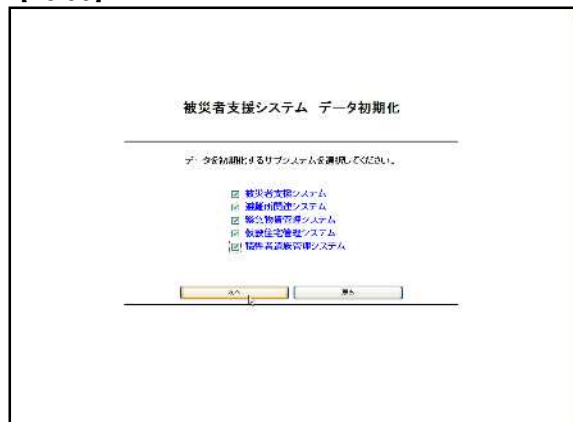 被災者支援システム データ初期化
データを初期化するサブシステムを選択してください。
被災者支援システム
避難所関連システム
緊急物資管理システム
仮設住宅管理システム
犠牲者遺族管理システム
次へ 戻る